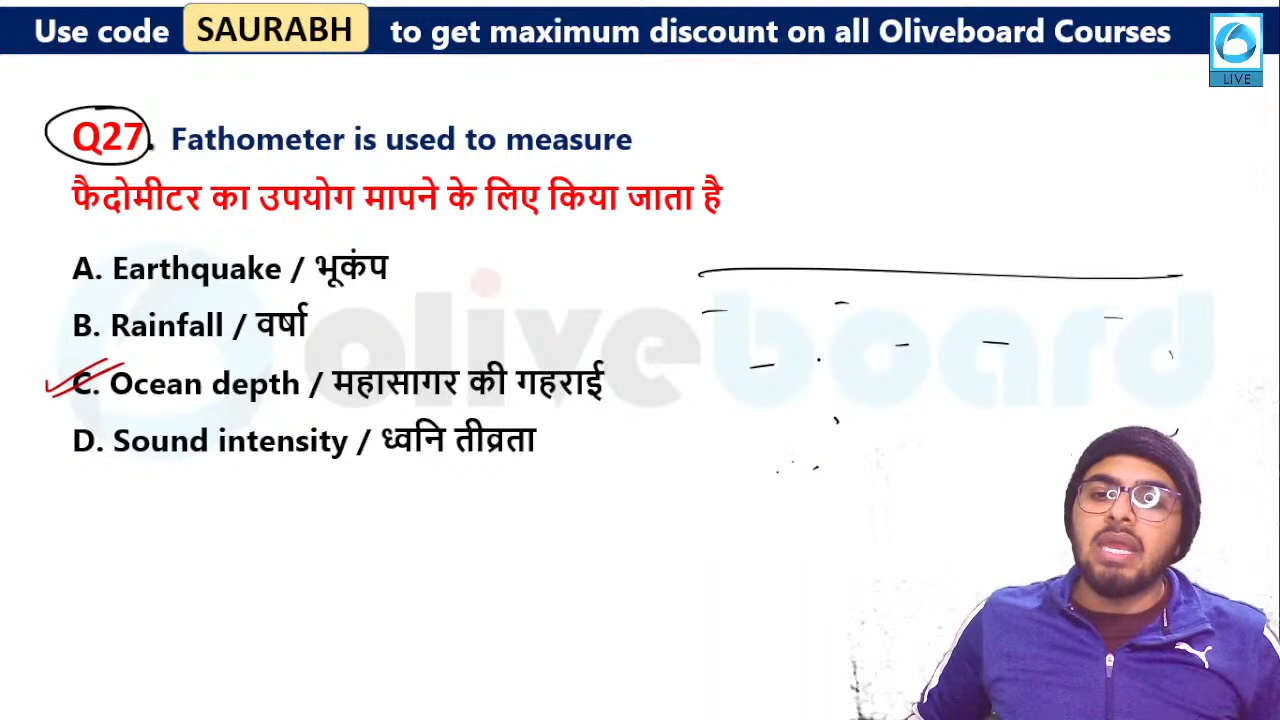 Use code SAURABH to get maximum discount on all Oliveboard Courses
LIVE
Q27. Fathometer is used to measure
फैदोमीटर का उपयोग मापने के लिए किया जाता है
A. Earthquake / भूकंप
B. Rainfall / वर्षा
C. Ocean depth / महासागर की गहराई
D. Sound intensity / ध्वनि तीव्रता
oliveboard